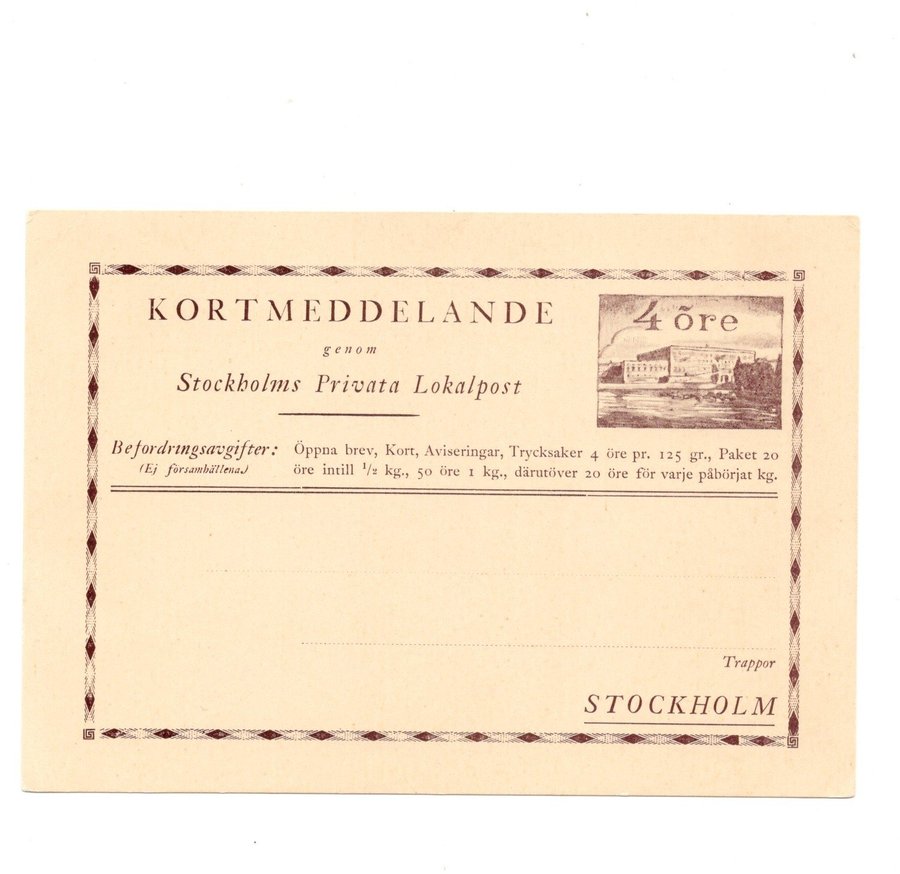 KORTMEDDELANDE
genom
Stockholms Privata Lokalpost
4 öre
Befordringsavgifter:
(Ej församhällena.)
Öppna brev, Kort, Aviseringar, Trycksaker 4 öre pr. 125 gr., Paket 20
öre intill 1/2 kg., 50 öre 1 kg., därutöver 20 öre för varje påbörjat kg.
Trappor
STOCKHOLM